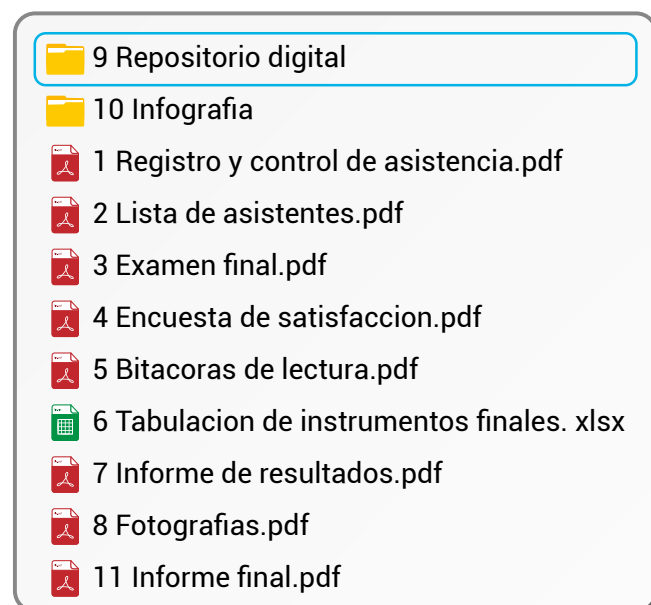 9 Repositorio digital
10 Infografia
1 Registro y control de asistencia.pdf
2 Lista de asistentes.pdf
3 Examen final.pdf
4 Encuesta de satisfaccion.pdf
5 Bitacoras de lectura.pdf
6 Tabulacion de instrumentos finales. xlsx
7 Informe de resultados.pdf
8 Fotografias.pdf
11 Informe final.pdf